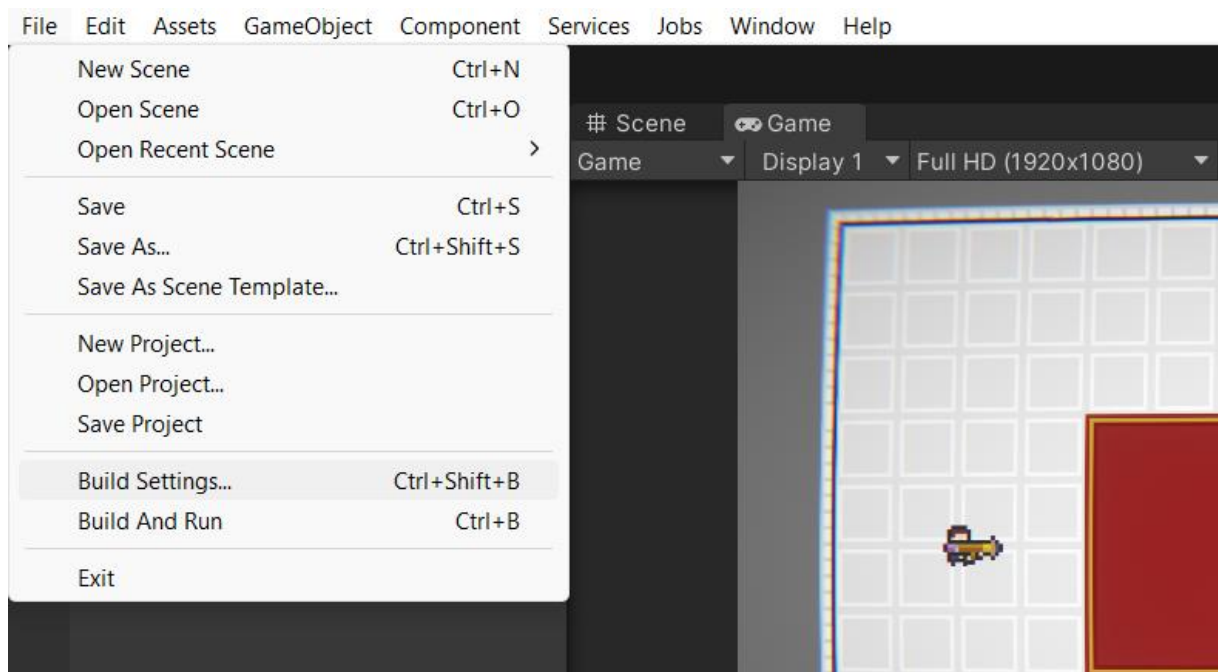 File Edit Assets GameObject Component Services Jobs Window Help
New Scene Ctrl+N
Open Scene Ctrl+O
Open Recent Scene
Save Ctrl+S
Save As... Ctrl+Shift+S
Save As Scene Template...
New Project...
Open Project...
Save Project
Build Settings... Ctrl+Shift+B
Build And Run Ctrl+B
Exit
Scene Game
Game Display 1 Full HD (1920x1080)